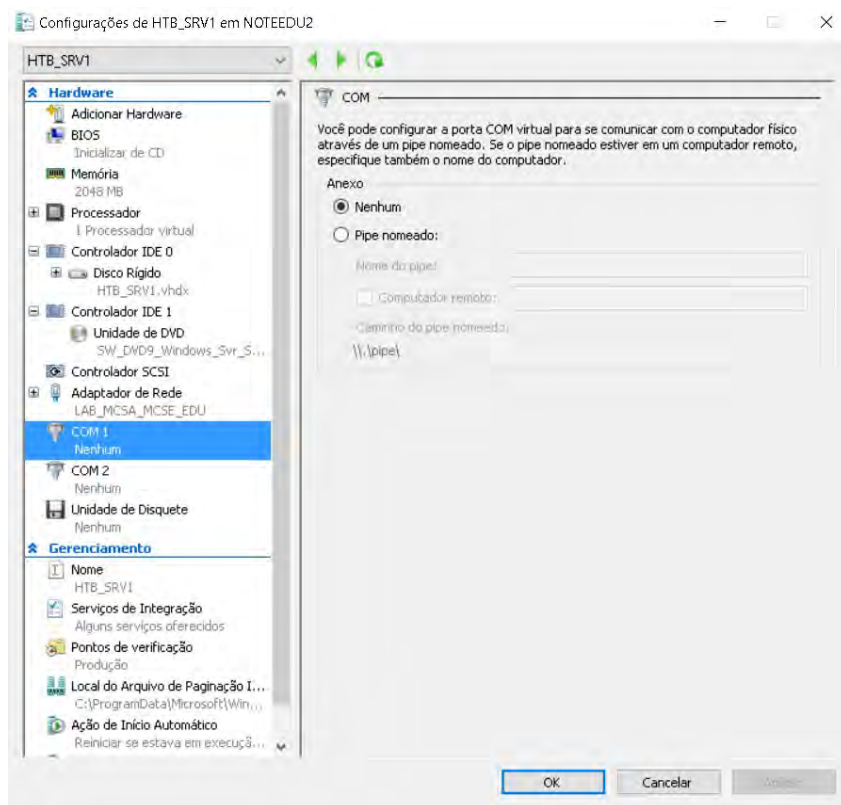 Configurações de HTB_SRV1 em NOTEEDU2
HTB_SRV1
Hardware
Adicionar Hardware
BIOS
Inicializar de CD
Memória
2048 MB
Processador
1 Processador virtual
Controlador IDE 0
Disco Rígido
HTB_SRV1.vhdx
Controlador IDE 1
Unidade de DVD
SW_DVD9_Windows_Svr_S...
Controlador SCSI
Adaptador de Rede
LAB_MCSA_MCSE_EDU
COM 1
Nenhum
COM 2
Nenhum
Unidade de Disquete
Nenhum
Gerenciamento
Nome
HTB_SRV1
Serviços de Integração
Alguns serviços oferecidos
Pontos de verificação
Produção
Local do Arquivo de Paginação I...
C:\ProgramData\Microsoft\Win...
Ação de Início Automático
Reiniciar se estava em execuçã...
COM
Você pode configurar a porta COM virtual para se comunicar com o computador físico
através de um pipe nomeado. Se o pipe nomeado estiver em um computador remoto,
especifique também o nome do computador.
Anexo
Nenhum
Pipe nomeado:
Nome do pipe:
Computador remoto:
Caminho do pipe nomeado:
\\.\pipe\
OK
Cancelar
Aplicar